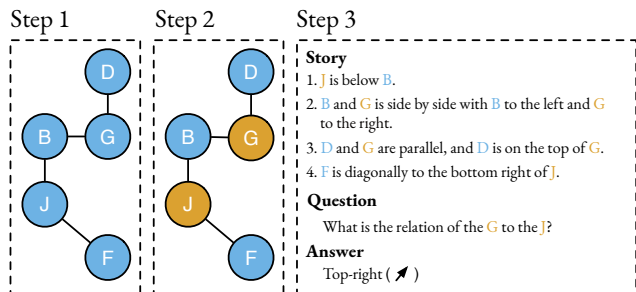 Step 1
Step 2
Step 3
D
B
G
J
F
D
B
G
J
F
Story
1. J is below B.
2. B and G is side by side with B to the left and G
to the right.
3. D and G are parallel, and D is on the top of G.
4. F is diagonally to the bottom right of J.
Question
What is the relation of the G to the J?
Answer
Top-right ( ↗ )